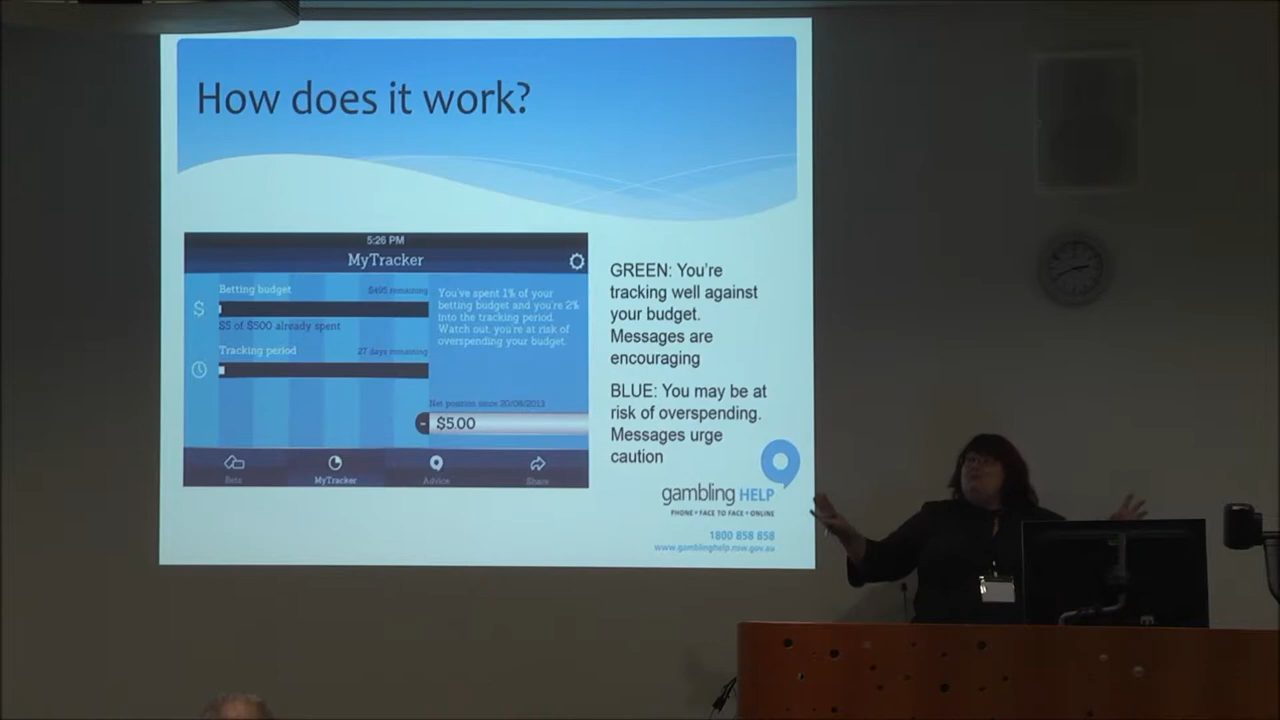 How does it work?
5:26 PM
MyTracker
Betting budget
$495 remaining
$5 of $500 already spent
Tracking period
27 days remaining
You've spent 1% of your
betting budget and you're 2%
into the tracking period.
Watch out, you're at risk of
overspending your budget.
Net position since 20/08/2012
- $5.00
Bets
MyTracker
Advice
Share
GREEN: You're
tracking well against
your budget.
Messages are
encouraging
BLUE: You may be at
risk of overspending.
Messages urge
caution
gambling HELP
PHONE • FACE TO FACE • ONLINE
1800 858 858
www.gamblinghelp.nsw.gov.au